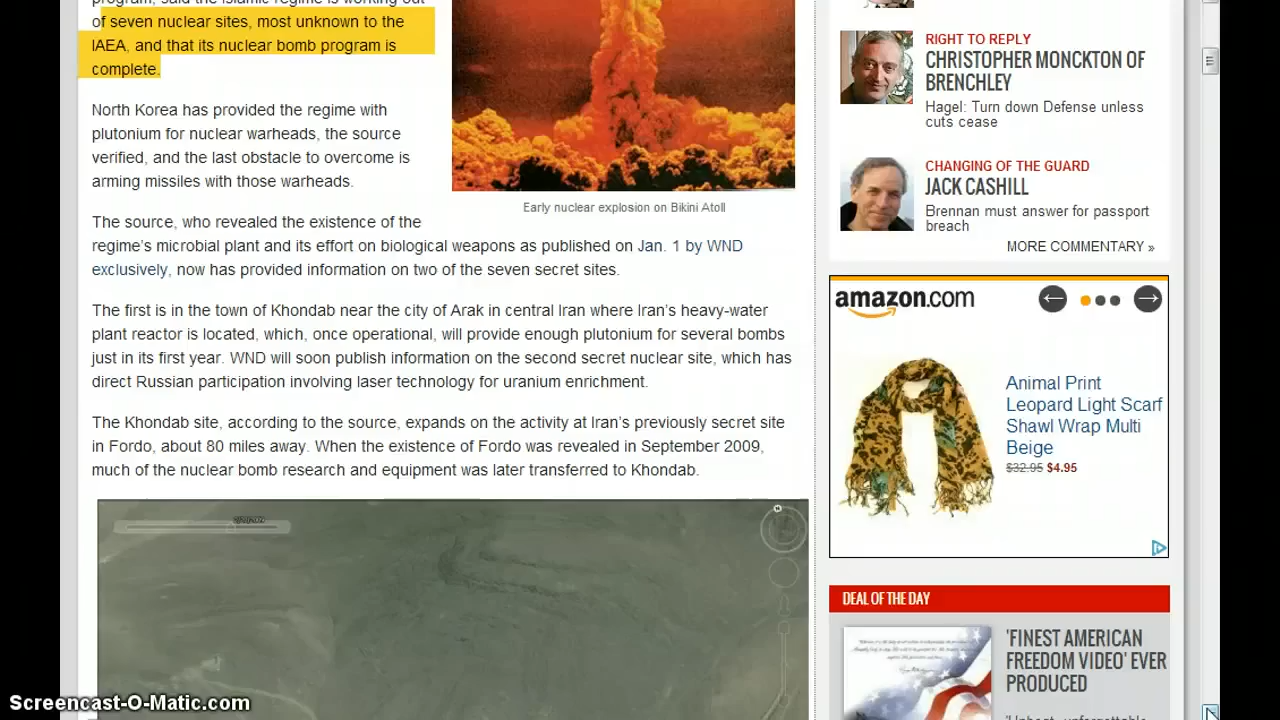 program, said the Islamic regime is working out
of seven nuclear sites, most unknown to the
IAEA, and that its nuclear bomb program is
complete.
North Korea has provided the regime with
plutonium for nuclear warheads, the source
verified, and the last obstacle to overcome is
arming missiles with those warheads.
Early nuclear explosion on Bikini Atoll
The source, who revealed the existence of the
regime's microbial plant and its effort on biological weapons as published on Jan. 1 by WND
exclusively, now has provided information on two of the seven secret sites.
The first is in the town of Khondab near the city of Arak in central Iran where Iran's heavy-water
plant reactor is located, which, once operational, will provide enough plutonium for several bombs
just in its first year. WND will soon publish information on the second secret nuclear site, which has
direct Russian participation involving laser technology for uranium enrichment.
The Khondab site, according to the source, expands on the activity at Iran's previously secret site
in Fordo, about 80 miles away. When the existence of Fordo was revealed in September 2009,
much of the nuclear bomb research and equipment was later transferred to Khondab.
RIGHT TO REPLY
CHRISTOPHER MONCKTON OF
BRENCHLEY
Hagel: Turn down Defense unless
cuts cease
CHANGING OF THE GUARD
JACK CASHILL
Brennan must answer for passport
breach
MORE COMMENTARY »
amazon.com
Animal Print
Leopard Light Scarf
Shawl Wrap Multi
Beige
$32.95 $4.95
DEAL OF THE DAY
'FINEST AMERICAN
FREEDOM VIDEO' EVER
PRODUCED
'Upbeat, unforgettable
Screencast-O-Matic.com